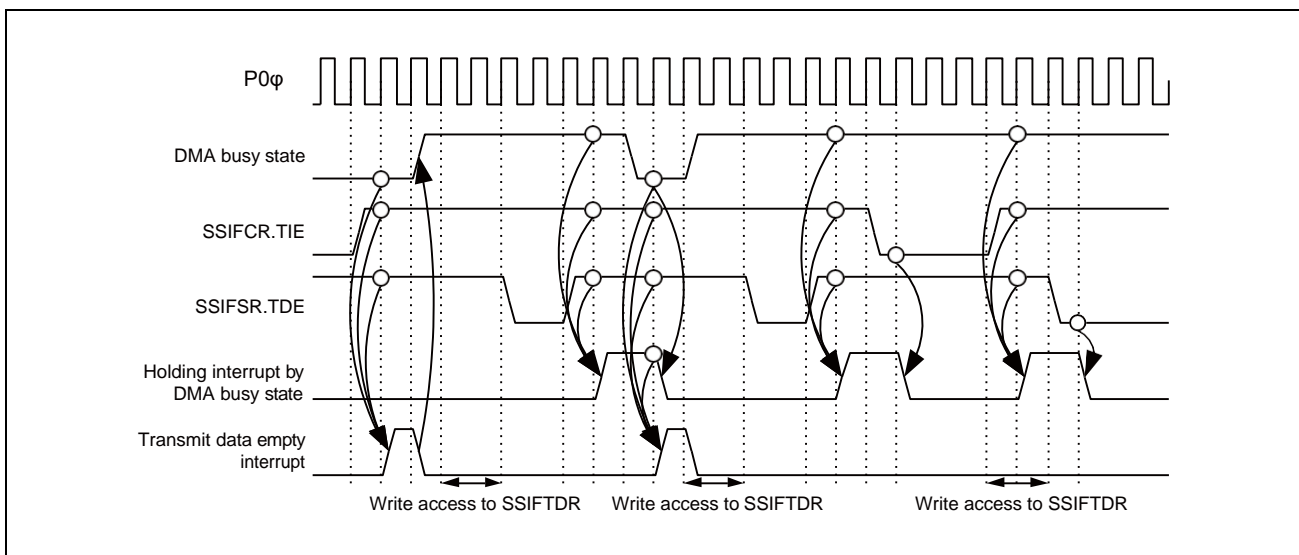 P0φ
DMA busy state
SSIFCR.TIE
SSIFSR.TDE
Holding interrupt by
DMA busy state
Transmit data empty
interrupt
Write access to SSIFTDR
Write access to SSIFTDR
Write access to SSIFTDR